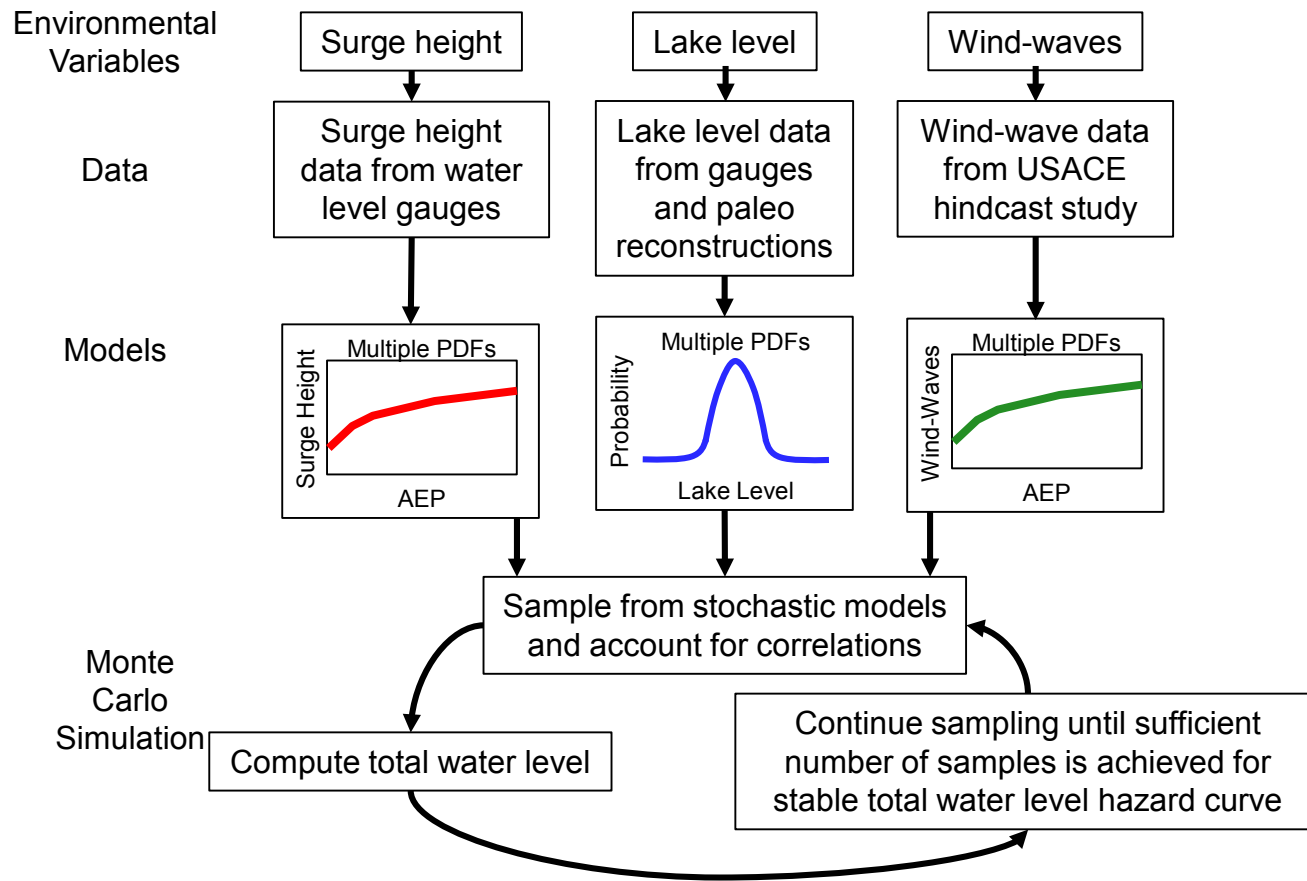 Environmental
Variables
Surge height
Lake level
Wind-waves
Data
Surge height
data from water
level gauges
Lake level data
from gauges
and paleo
reconstructions
Wind-wave data
from USACE
hindcast study
Models
Multiple PDFs
Surge Height
AEP
Multiple PDFs
Probability
Lake Level
Multiple PDFs
Wind-Waves
AEP
Sample from stochastic models
and account for correlations
Monte
Carlo
Simulation
Compute total water level
Continue sampling until sufficient
number of samples is achieved for
stable total water level hazard curve